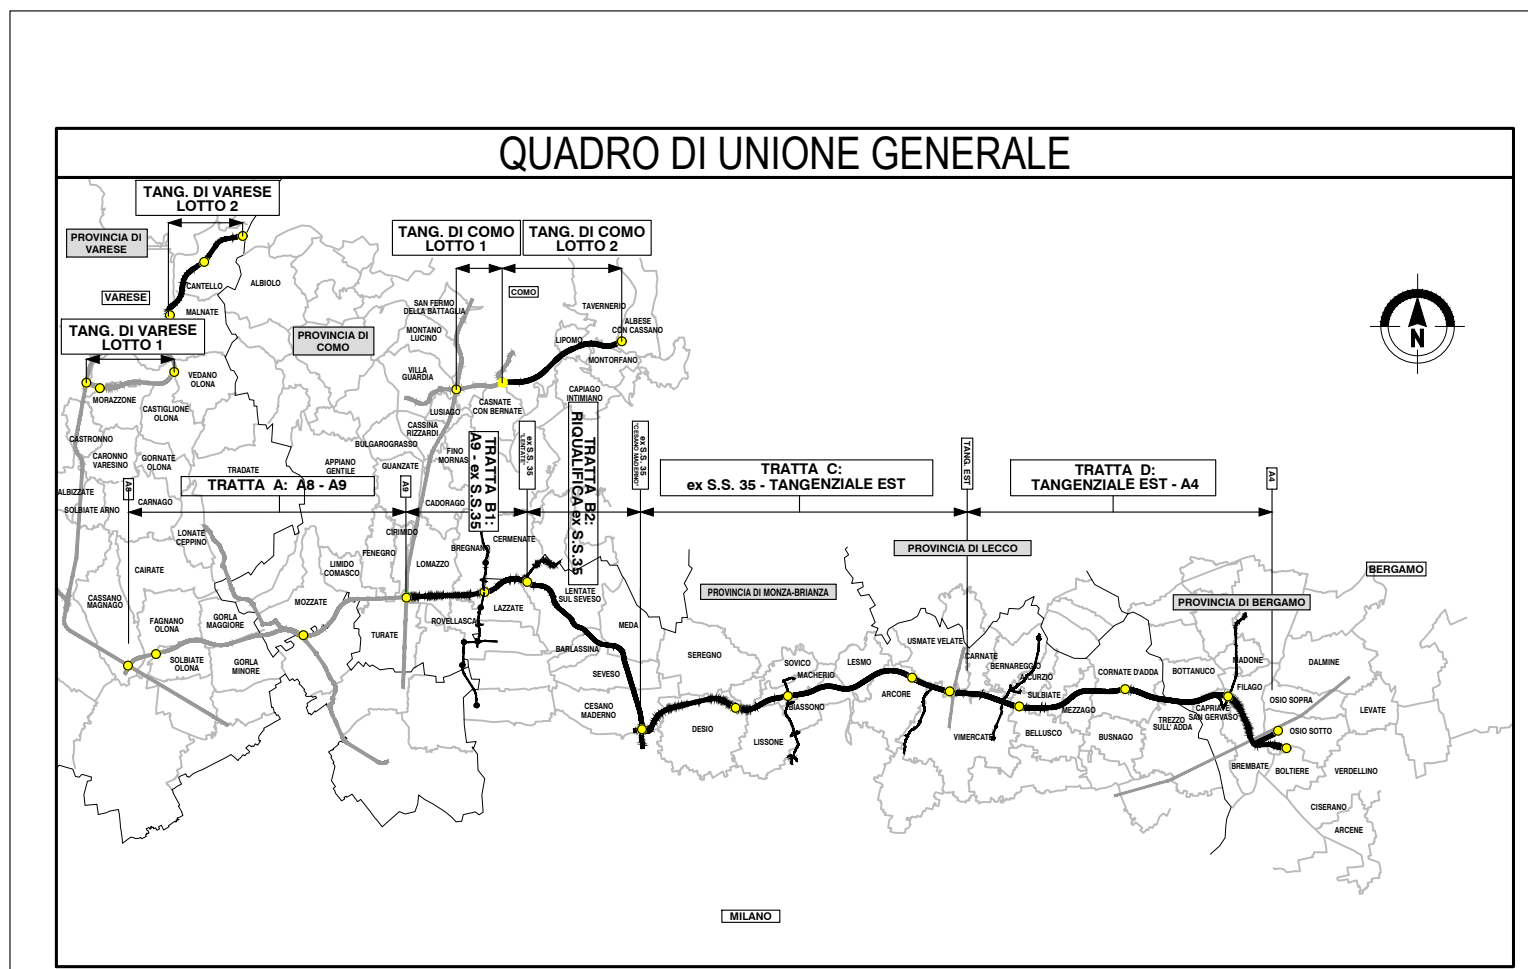 QUADRO DI UNIONE GENERALE
TANG. DI VARESE
LOTTO 2
PROVINCIA DI
VARESE
TANG. DI COMO
LOTTO 1
TANG. DI COMO
LOTTO 2
CANTELLO
ALBIOLO
VARESE
MALNATE
COMO
SAN FERMO
DELLA BATTAGLIA
TAVERNERIO
ALBESE
CON CASSANO
TANG. DI VARESE
LOTTO 1
PROVINCIA DI
COMO
MONTANO
LUCINO
LIPOMO
MONTORFANO
N
VEDANO
OLONA
VILLA
GUARDIA
MORAZZONE
CASTIGLIONE
OLONA
LUSIAGO
CASNATE
CON BERNATE
CAPIAGO
INTIMIANO
CASSINA
RIZZARDI
CASTRONNO
BULGAROGRASSO
CARONNO
VARESINO
GORNATE
OLONA
FINO
MORNAS
APPIANO
GENTILE
GUANZATE
TRADATE
TRATTA A: A8 - A9
A8
A9
TRATTA B1:
A9 - ex S.S.35
ex S.S. 35
"LENTATE"
TRATTA B2:
RIQUALIFICA ex S.S.35
ex S.S. 35
"CESANO MADERNO"
TRATTA C:
ex S.S. 35 - TANGENZIALE EST
TANG. EST
TRATTA D:
TANGENZIALE EST - A4
A4
ALBIZZATE
CARNAGO
SOLBIATE ARNO
CADORAGO
LONATE
CEPPINO
CIRIMIDO
FENEGRO
LOMAZZO
BREGNANO
CERMENATE
PROVINCIA DI LECCO
CAIRATE
LIMIDO
COMASCO
BERGAMO
CASSANO
MAGNAGO
MOZZATE
LAZZATE
LENTATE
SUL SEVESO
PROVINCIA DI MONZA-BRIANZA
PROVINCIA DI BERGAMO
FAGNANO
OLONA
GORLA
MAGGIORE
TURATE
ROVELLASCA
MEDA
SOLBIATE
OLONA
GORLA
MINORE
BARLASSINA
SEVESO
SEREGNO
SOVICO
MACHERIO
LESMO
USMATE VELATE
CARNATE
BERNAREGGIO
AICURZIO
SULBIATE
CORNATE D'ADDA
BOTTANUCO
MADONE
FILAGO
DALMINE
CESANO
MADERNO
DESIO
BIASSONO
LISSONE
ARCORE
VIMERCATE
MEZZAGO
BELLUSCO
BUSNAGO
TREZZO
SULL' ADDA
CAPRIATE
SAN GERVASO
OSIO SOPRA
LEVATE
OSIO SOTTO
BREMBATE
BOLTIERE
VERDELLINO
CISERANO
ARCENE
MILANO